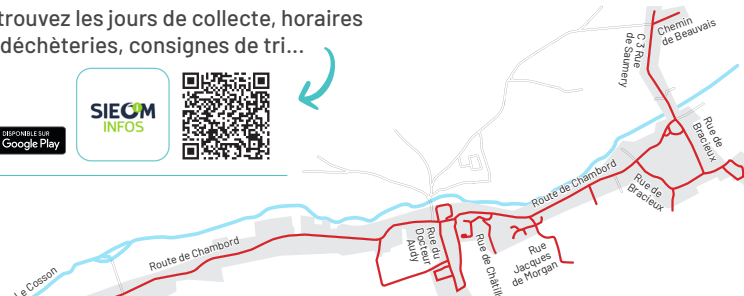 trouvez les jours de collecte, horaires
déchèteries, consignes de tri...
DISPONIBLE SUR
Google Play
SIEOM
INFOS
Chemin
de Beauvais
C 3 Rue
de Saumery
Rue de
Bracieux
Route de Chambord
Rue de
Bracieux
Rue du
Docteur
Audy
Rue de
Rue
Jacques
de Morgan
Route de Chambord
Le Cosson